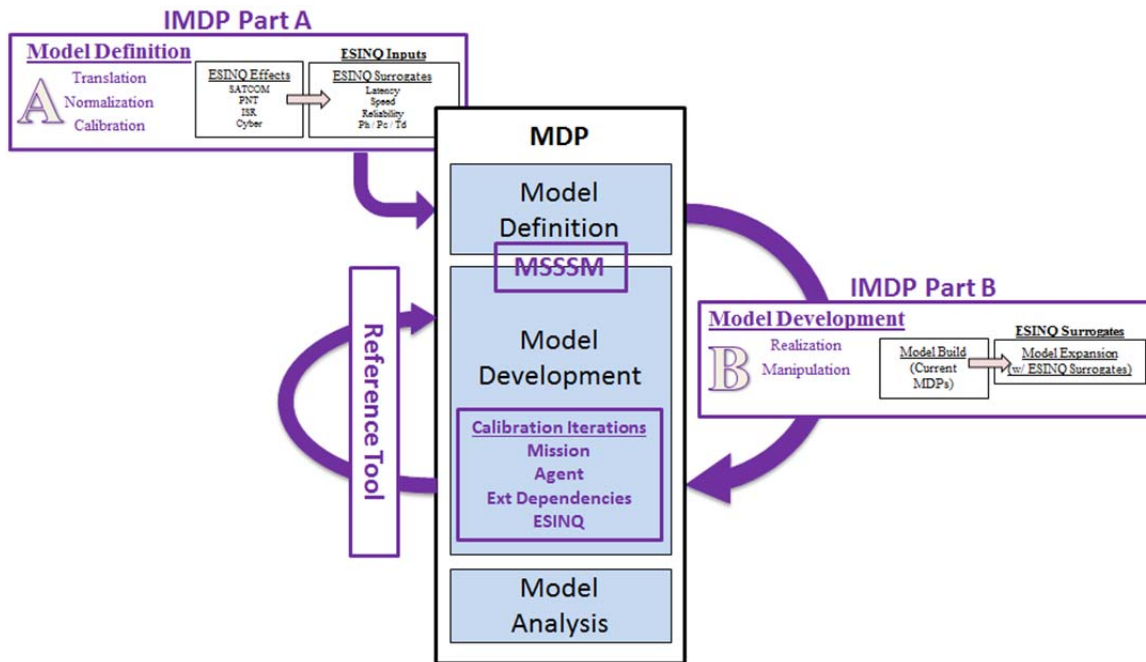 IMDP Part A
Model Definition
A
Translation
Normalization
Calibration
ESINQ Effects
SATCOM
PNT
ISR
Cyber
ESINQ Inputs
ESINQ Surrogates
Latency
Speed
Reliability
Ph / Pc / Td
MDP
Model
Definition
MSSSM
Model
Development
Calibration Iterations
Mission
Agent
Ext Dependencies
ESINQ
Model
Analysis
Reference Tool
IMDP Part B
Model Development
B
Realization
Manipulation
Model Build
(Current
MDPs)
ESINQ Surrogates
Model Expansion
(w/ ESINQ Surrogates)